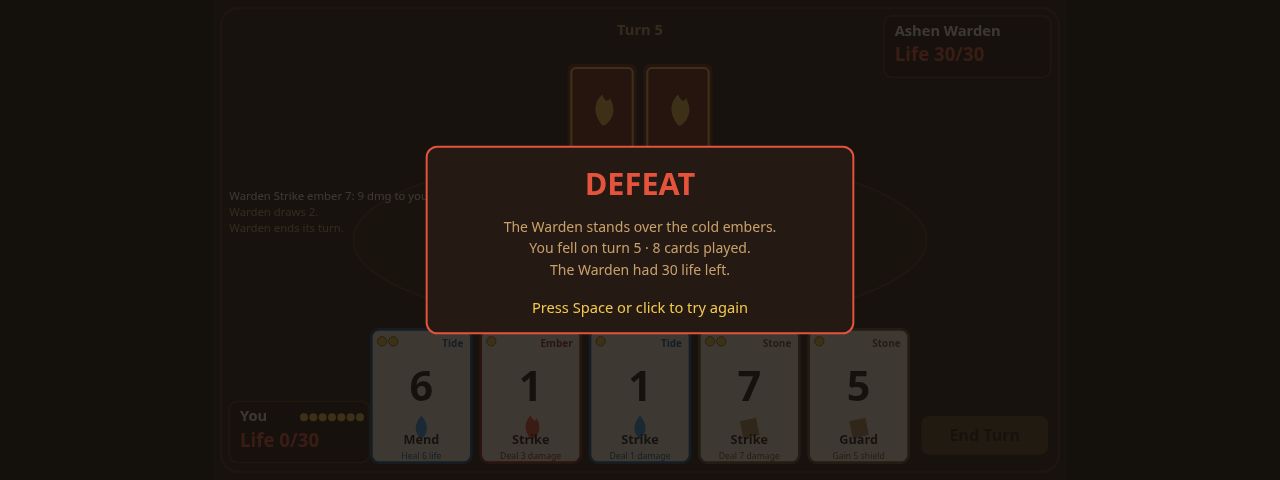 Turn 5
Ashen Warden
Life 30/30
Warden Strike ember 7: 9 dmg to you
Warden draws 2.
Warden ends its turn.
DEFEAT
The Warden stands over the cold embers.
You fell on turn 5 · 8 cards played.
The Warden had 30 life left.
Press Space or click to try again
You
Life 0/30
Tide
6
Mend
Heal 6 life
Ember
1
Strike
Deal 3 damage
Tide
1
Strike
Deal 1 damage
Stone
7
Strike
Deal 7 damage
Stone
5
Guard
Gain 5 shield
End Turn